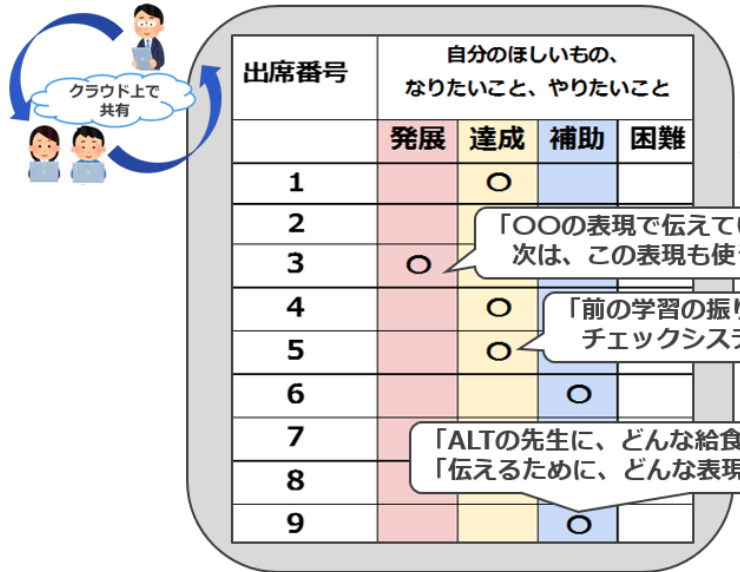 クラウド上で
共有
出席番号
自分のほしいもの、
なりたいこと、やりたいこと
発展 達成 補助 困難
1 〇
2
「〇〇の表現で伝えてい
次は、この表現も使
3 〇
4 〇
「前の学習の振り
チェックシステ
5 〇
6 〇
7
「ALTの先生に、どんな給食
「伝えるために、どんな表現
8
9 〇